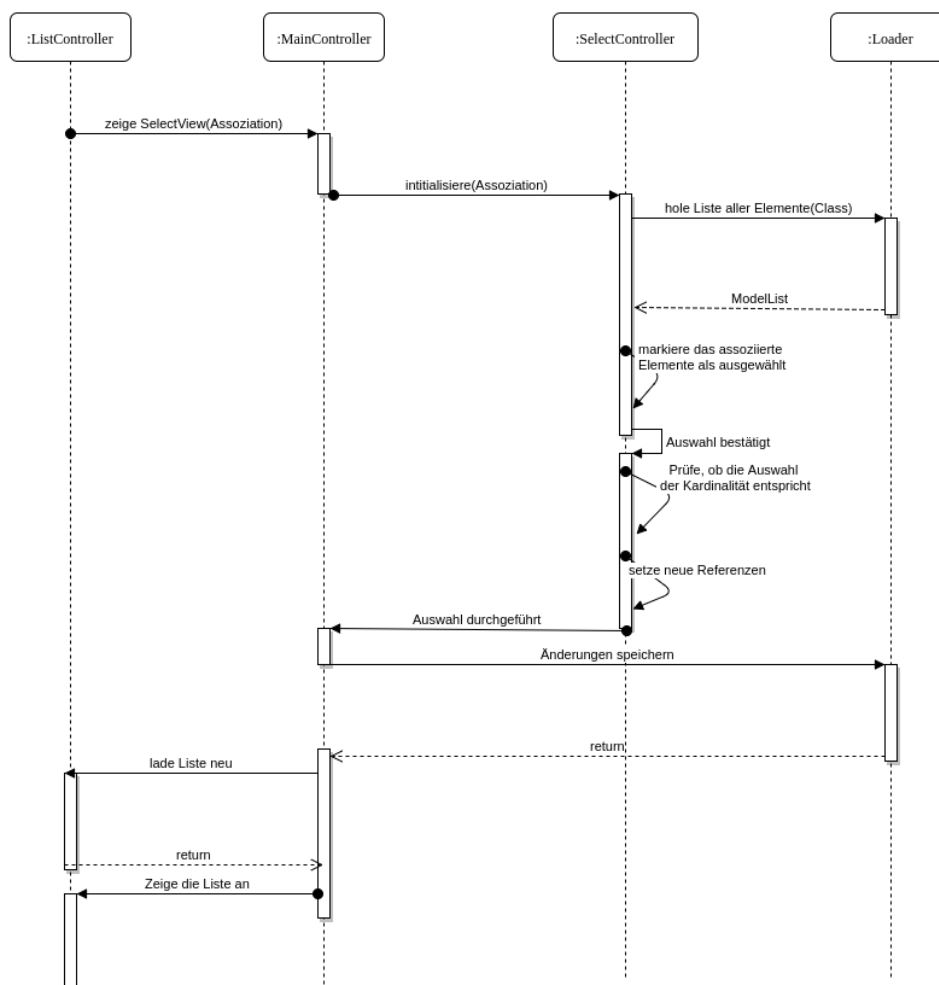 :ListController
:MainController
:SelectController
:Loader
zeige SelectView(Assoziation)
intitialisiere(Assoziation)
hole Liste aller Elemente(Class)
ModelList
markiere das assoziierte
Elemente als ausgewählt
Auswahl bestätigt
Prüfe, ob die Auswahl
der Kardinalität entspricht
setze neue Referenzen
Auswahl durchgeführt
Änderungen speichern
return
lade Liste neu
return
Zeige die Liste an